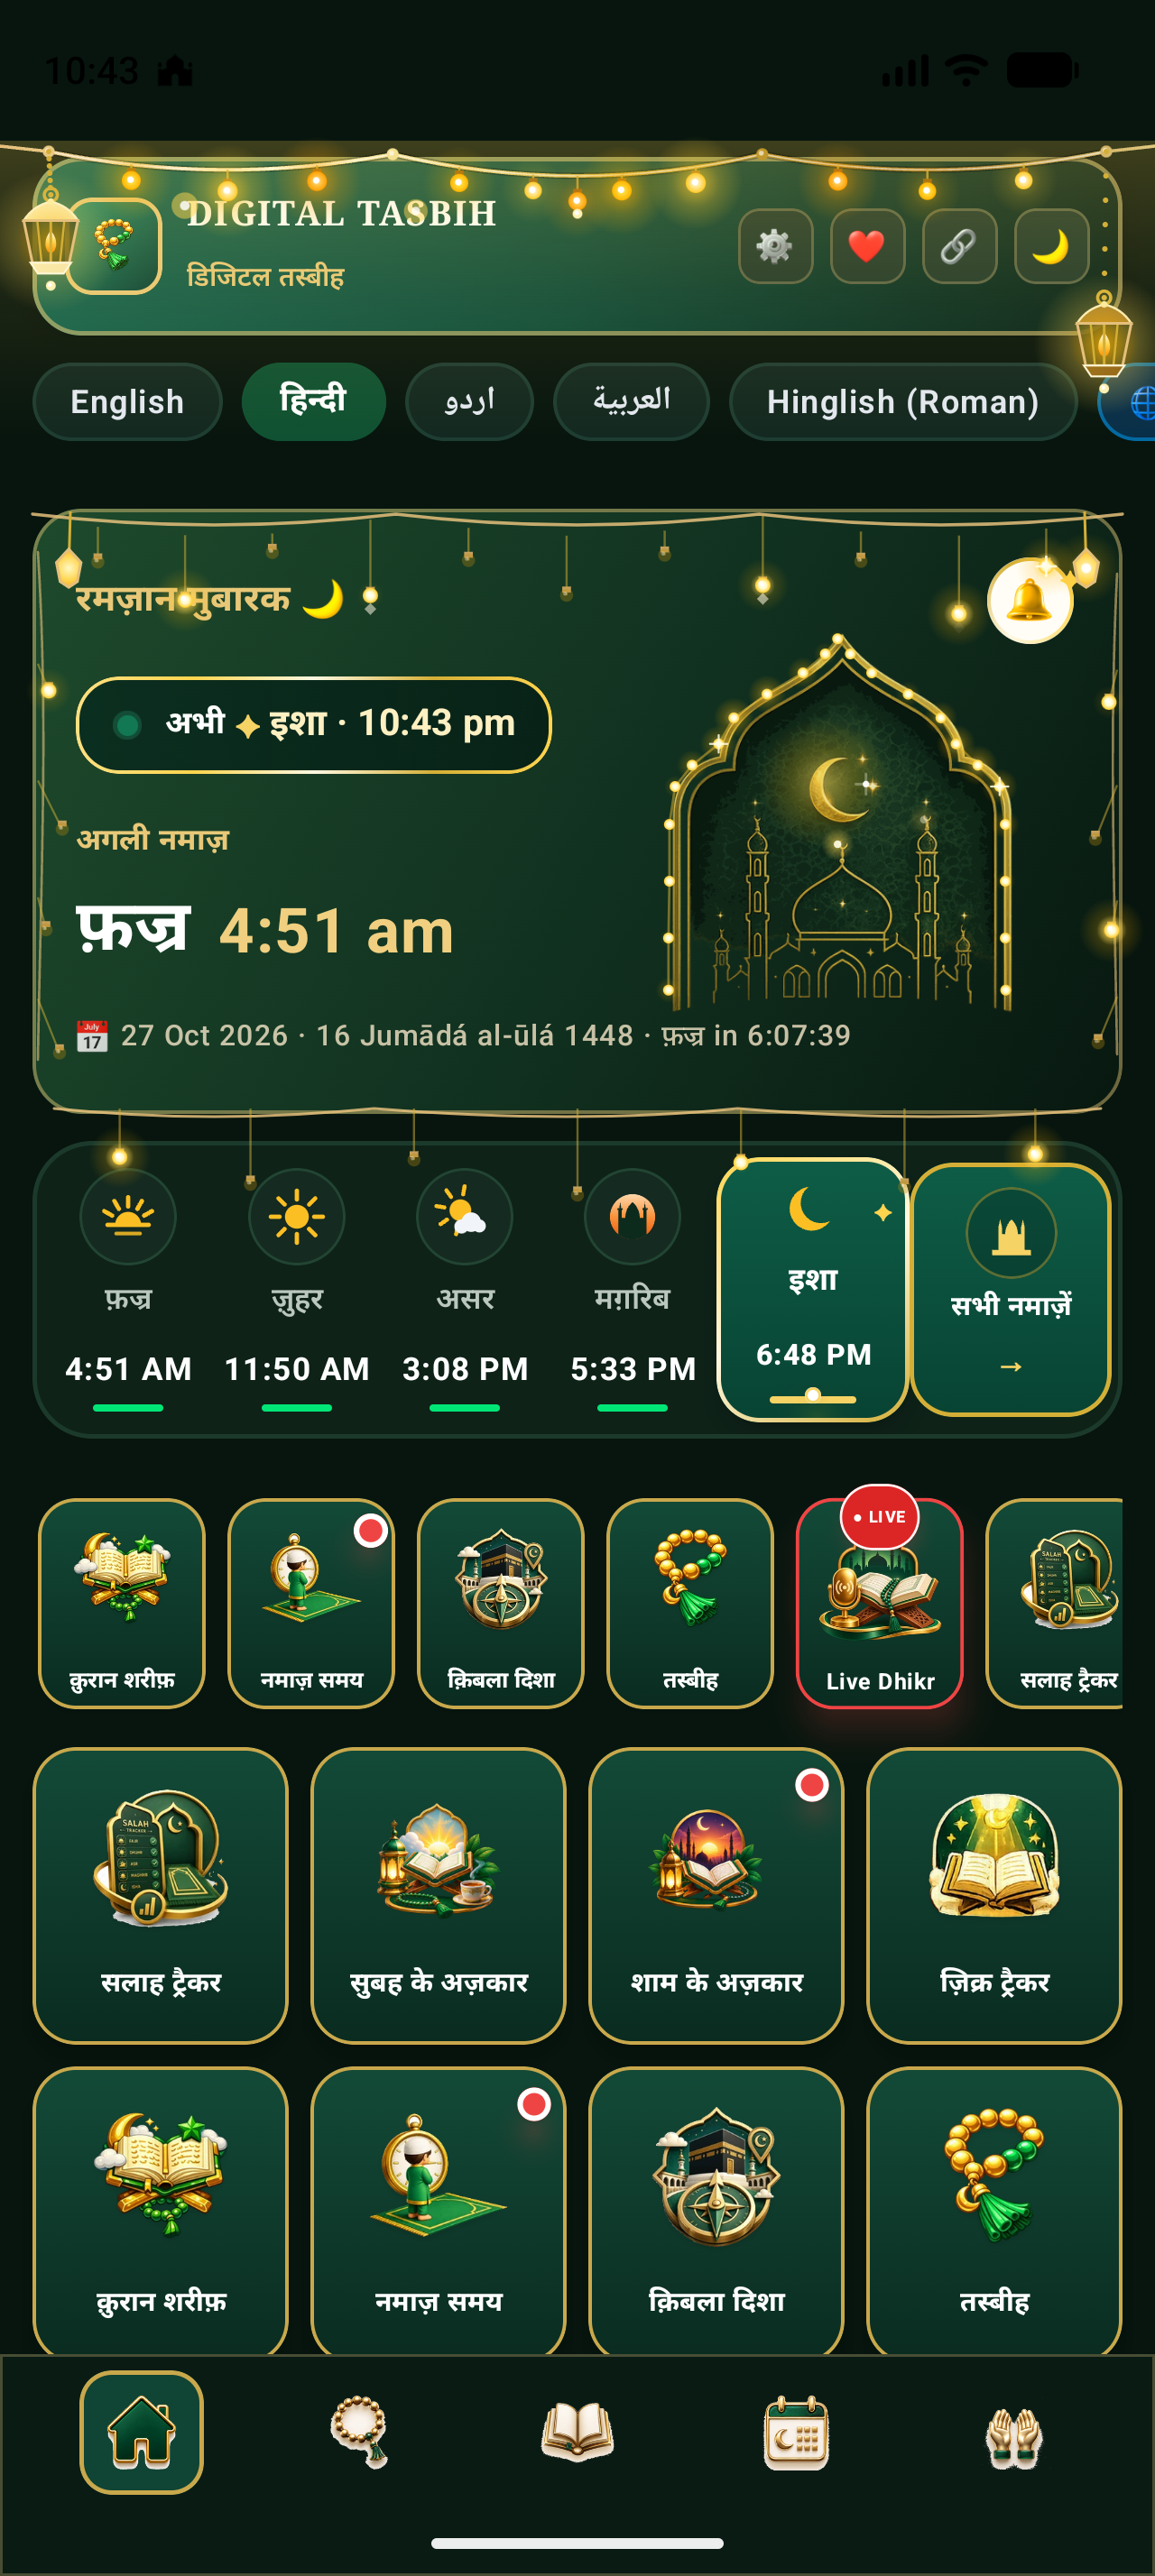 10:43
DIGITAL TASBIH
डिजिटल तस्बीह
English
हिन्दी
اردو
العربية
Hinglish (Roman)
रमज़ान मुबारक 🌙
अभी ✦ इशा · 10:43 pm
अगली नमाज़
फ़ज्र 4:51 am
📅 27 Oct 2026 · 16 Jumādá al-ūlá 1448 · फ़ज्र in 6:07:39
फ़ज्र
ज़ुहर
असर
मग़रिब
इशा
सभी नमाज़ें
4:51 AM
11:50 AM
3:08 PM
5:33 PM
6:48 PM
→
• LIVE
क़ुरान शरीफ़
नमाज़ समय
क़िबला दिशा
तस्बीह
Live Dhikr
सलाह ट्रैकर
SALAH
सलाह ट्रैकर
सुबह के अज़कार
शाम के अज़कार
ज़िक्र ट्रैकर
क़ुरान शरीफ़
नमाज़ समय
क़िबला दिशा
तस्बीह